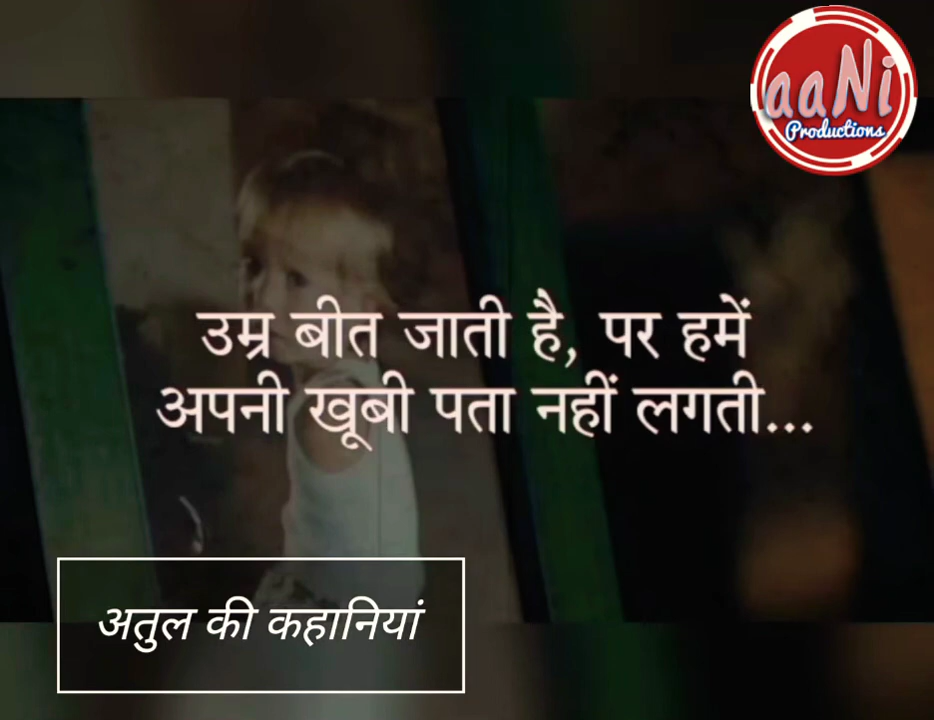 aaNi
Productions
उम्र बीत जाती है, पर हमें
अपनी खूबी पता नहीं लगती...
अतुल की कहानियां